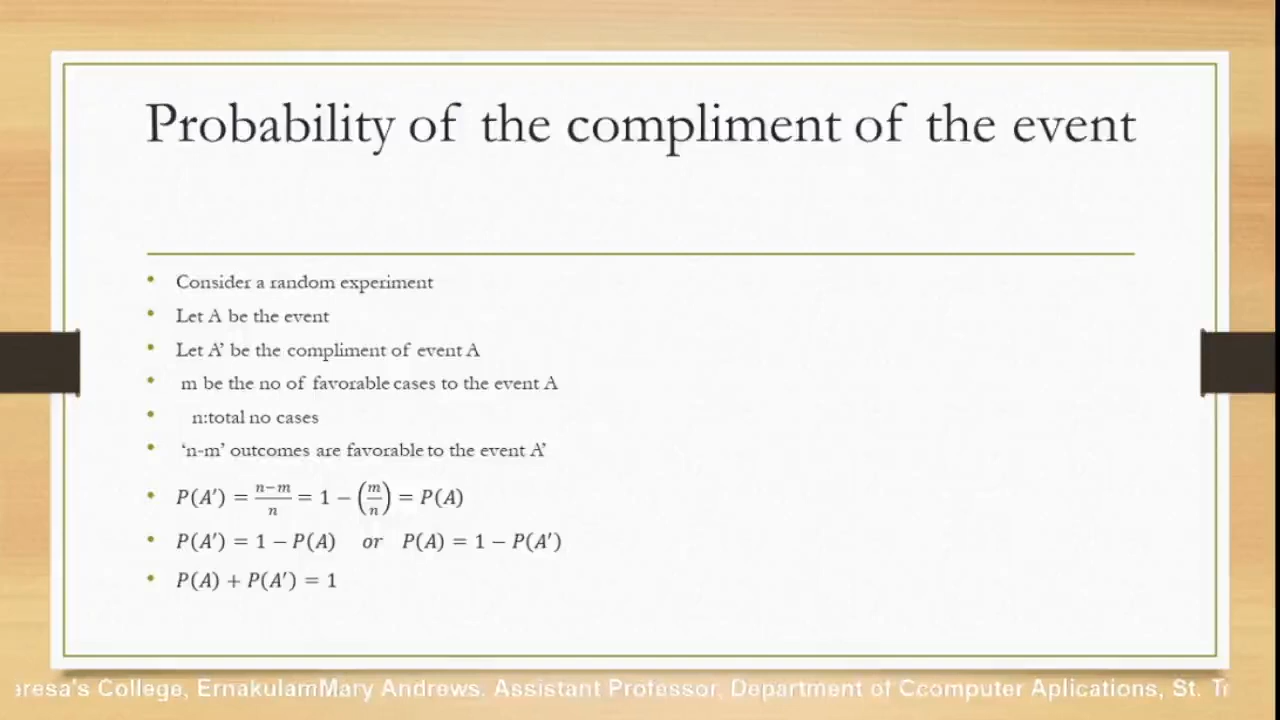 Probability of the compliment of the event
• Consider a random experiment
• Let A be the event
• Let A’ be the compliment of event A
• m be the no of favorable cases to the event A
• n:total no cases
• ‘n-m’ outcomes are favorable to the event A’
• P(A′) = (n−m)/n = 1 − (m/n) = P(A)
• P(A′) = 1 − P(A) or P(A) = 1 − P(A′)
• P(A) + P(A′) = 1
eresa's College, ErnakulamMary Andrews. Assistant Professor, Department of Ccomputer Aplications, St.